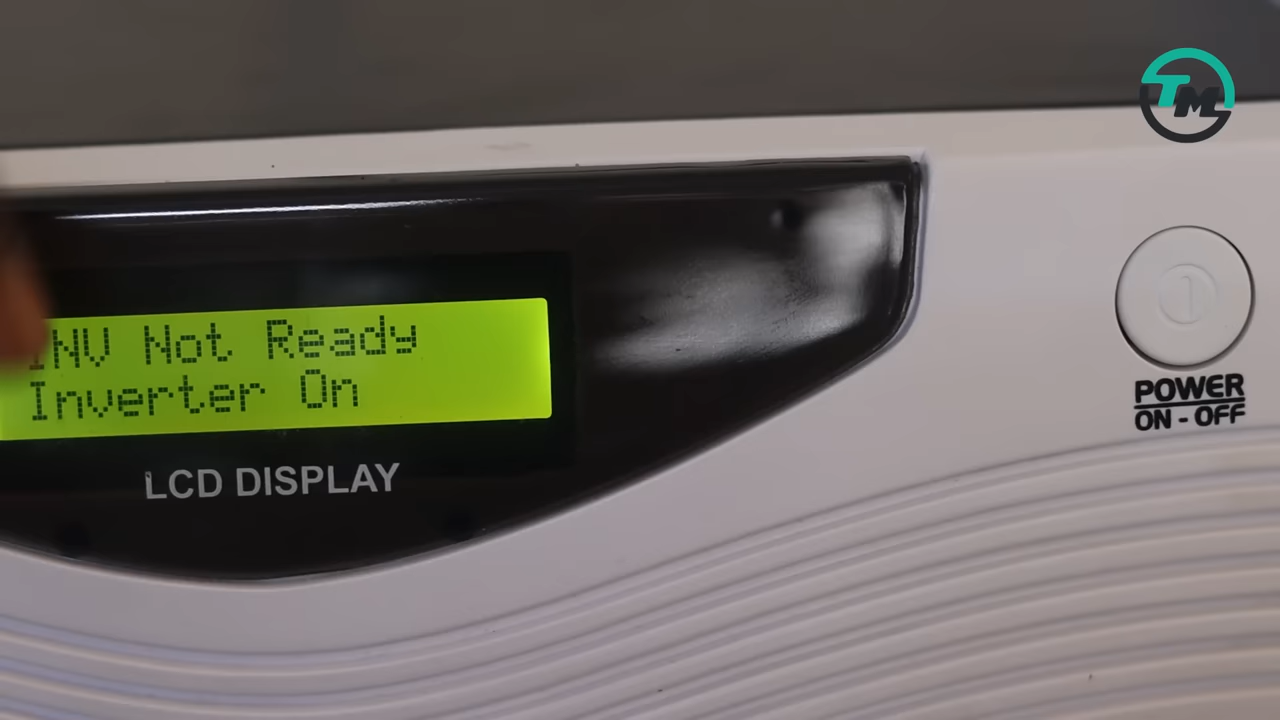 INV Not Ready
Inverter On
LCD DISPLAY
POWER
ON - OFF
TM